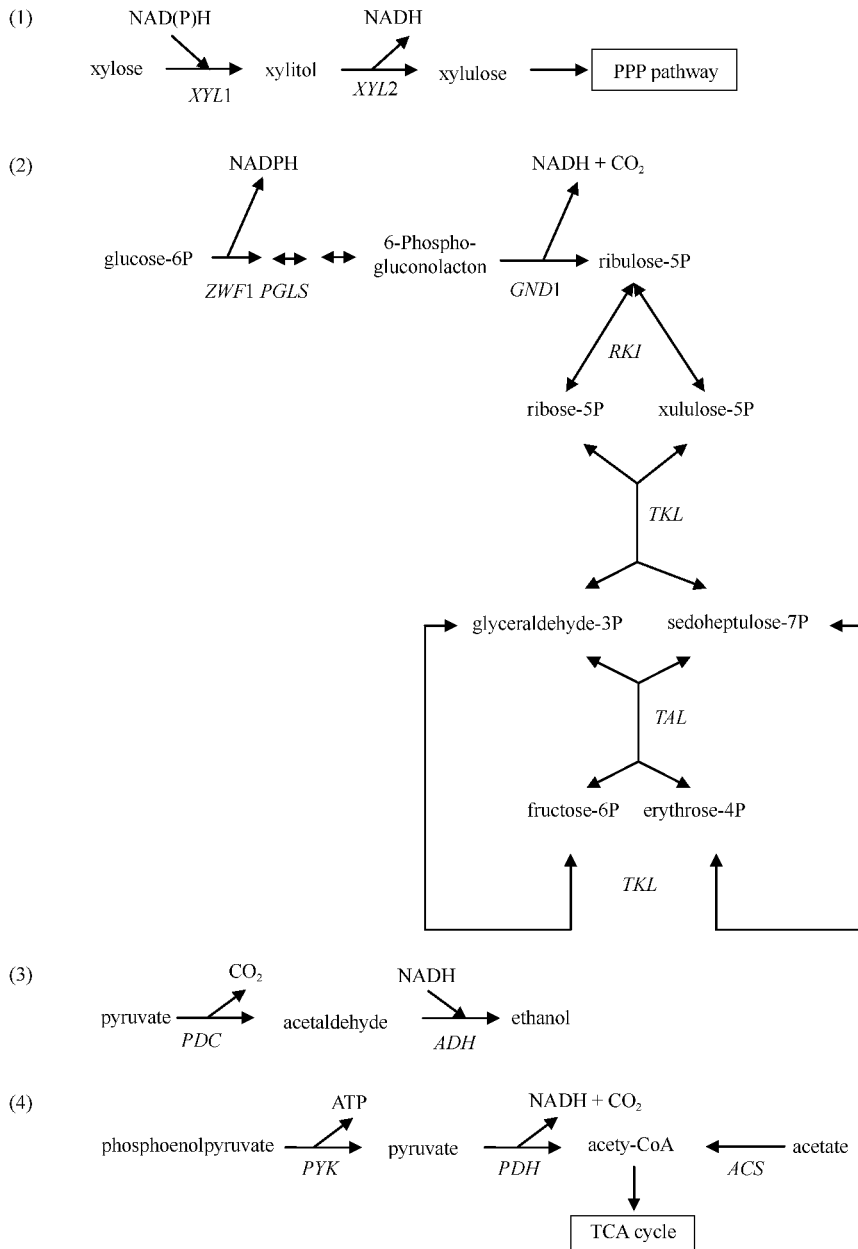 (1)
NAD(P)H NADH
xylose xylitol xylulose PPP pathway
XYL1 XYL2
(2)
NADPH NADH + CO₂
6-Phospho-
glucose-6P gluconolacton ribulose-5P
ZWF1 PGLS GND1
RKI
ribose-5P xululose-5P
TKL
glyceraldehyde-3P sedoheptulose-7P
TAL
fructose-6P erythrose-4P
TKL
(3)
CO₂ NADH
pyruvate acetaldehyde ethanol
PDC ADH
(4)
ATP NADH + CO₂
phosphoenolpyruvate pyruvate acety-CoA acetate
PYK PDH ACS
TCA cycle